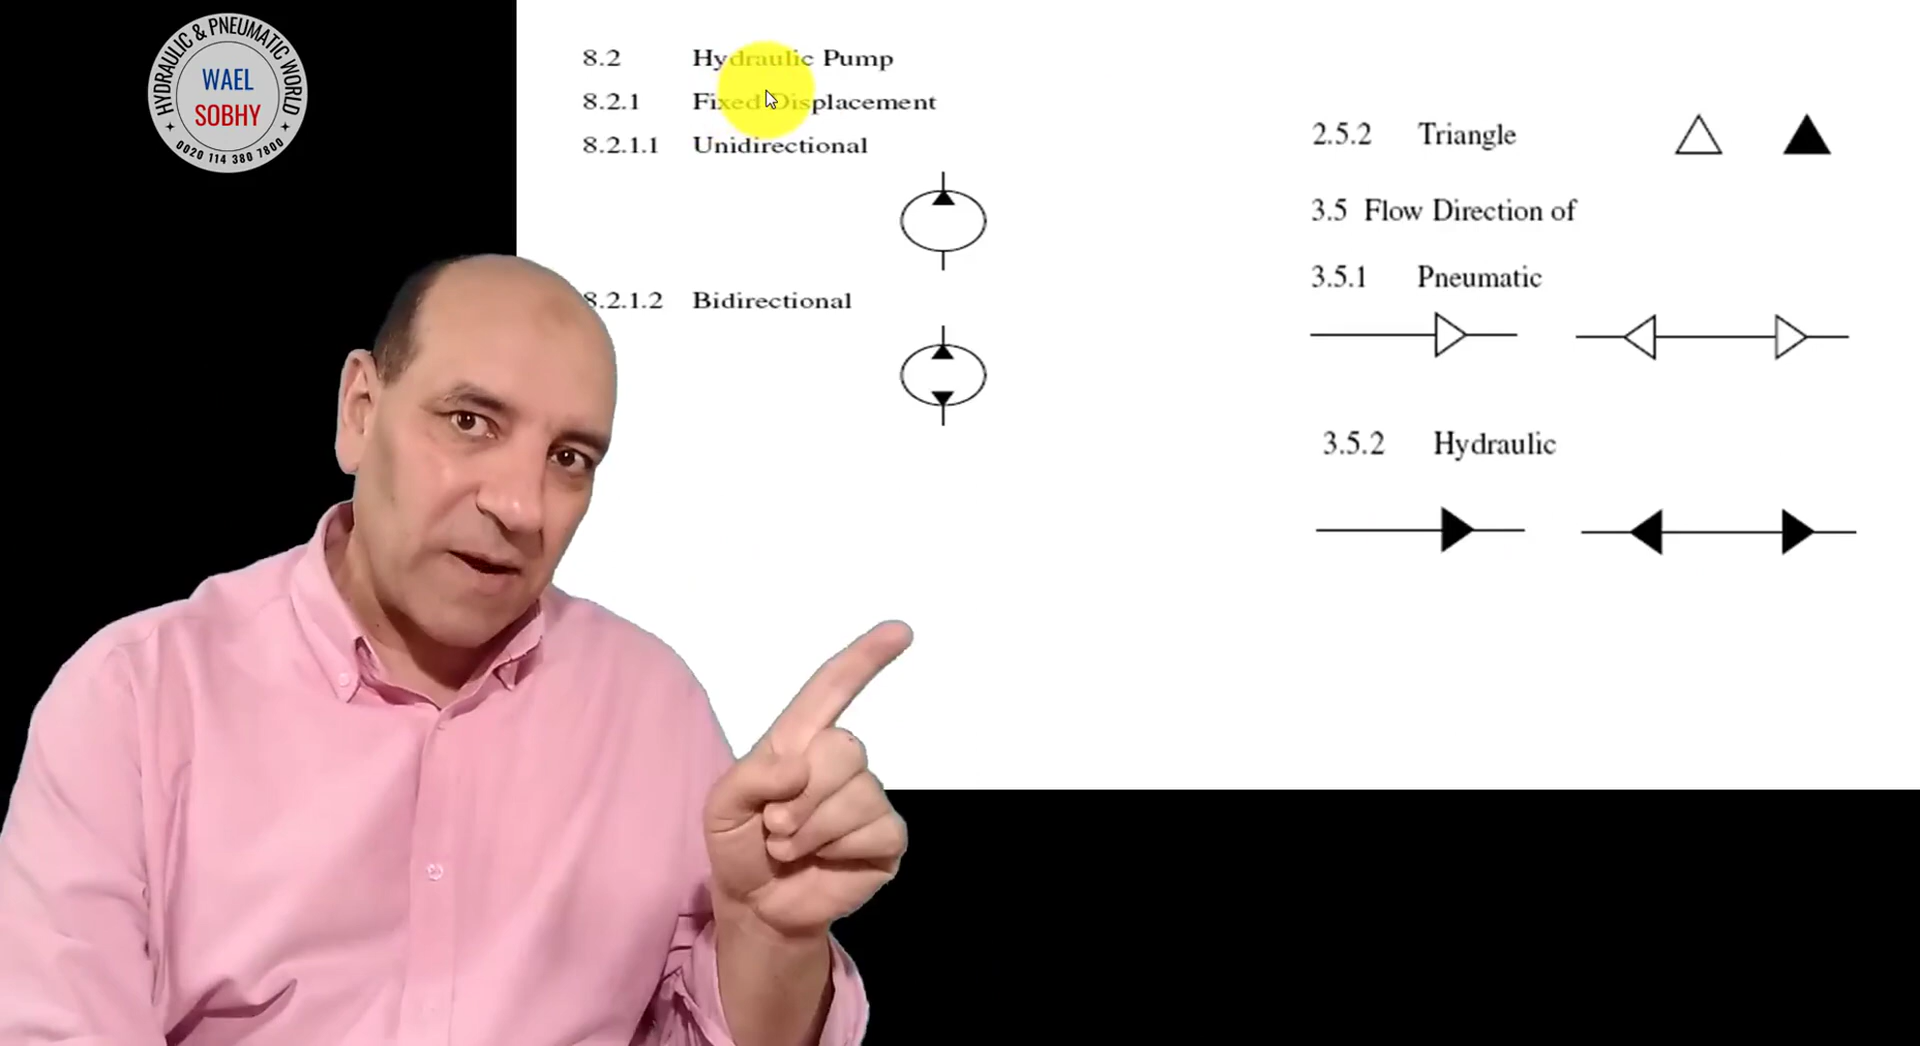 HYDRAULIC & PNEUMATIC WORLD
WAEL
SOBHY
0020 114 380 7800
8.2 Hydraulic Pump
8.2.1 Fixed Displacement
8.2.1.1 Unidirectional
8.2.1.2 Bidirectional
2.5.2 Triangle
3.5 Flow Direction of
3.5.1 Pneumatic
3.5.2 Hydraulic